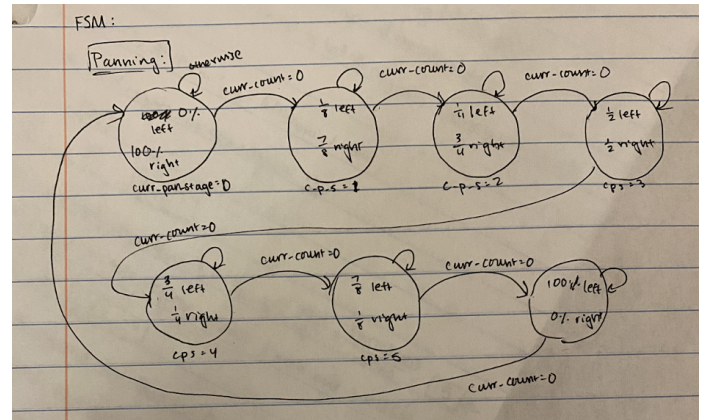 FSM:
Panning:
otherwise
curr-count=0
curr-count=0
curr-count=0
0%
left
100%
right
curr-pan-stage=0
1/8 left
7/8 right
c-p-s=1
1/4 left
3/4 right
c-p-s=2
1/2 left
1/2 right
cps=3
curr-count=0
curr-count=0
curr-count=0
3/4 left
1/4 right
cps=4
7/8 left
1/8 right
cps=5
100% left
0% right
curr-count=0